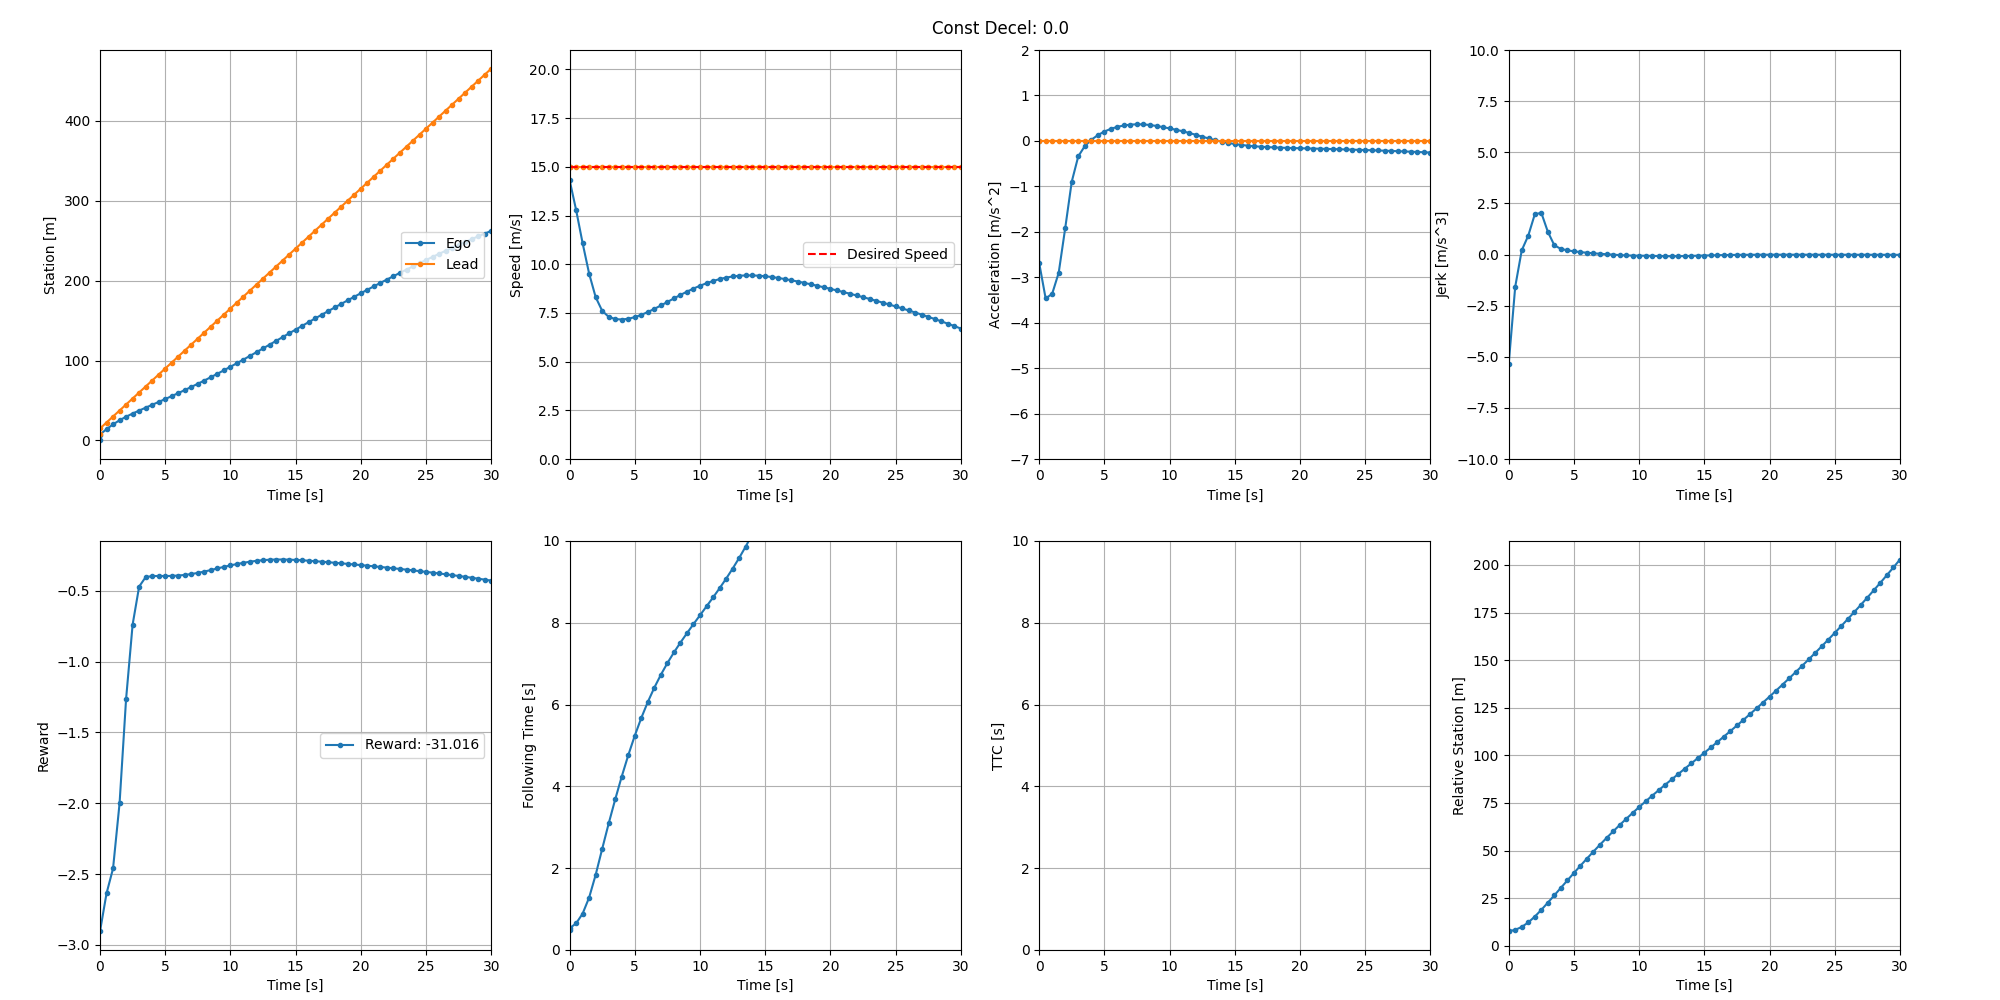 Const Decel: 0.0
Station [m]
400
300
200
100
0
0 5 10 15 20 25 30
Time [s]
Ego
Lead
Speed [m/s]
20.0
17.5
15.0
12.5
10.0
7.5
5.0
2.5
0.0
0 5 10 15 20 25 30
Time [s]
Desired Speed
Acceleration [m/s^2]
2
1
0
−1
−2
−3
−4
−5
−6
−7
0 5 10 15 20 25 30
Time [s]
Jerk [m/s^3]
10.0
7.5
5.0
2.5
0.0
−2.5
−5.0
−7.5
−10.0
0 5 10 15 20 25 30
Time [s]
Reward
−0.5
−1.0
−1.5
−2.0
−2.5
−3.0
0 5 10 15 20 25 30
Time [s]
Reward: -31.016
Following Time [s]
10
8
6
4
2
0
0 5 10 15 20 25 30
Time [s]
TTC [s]
10
8
6
4
2
0
0 5 10 15 20 25 30
Time [s]
Relative Station [m]
200
175
150
125
100
75
50
25
0
0 5 10 15 20 25 30
Time [s]